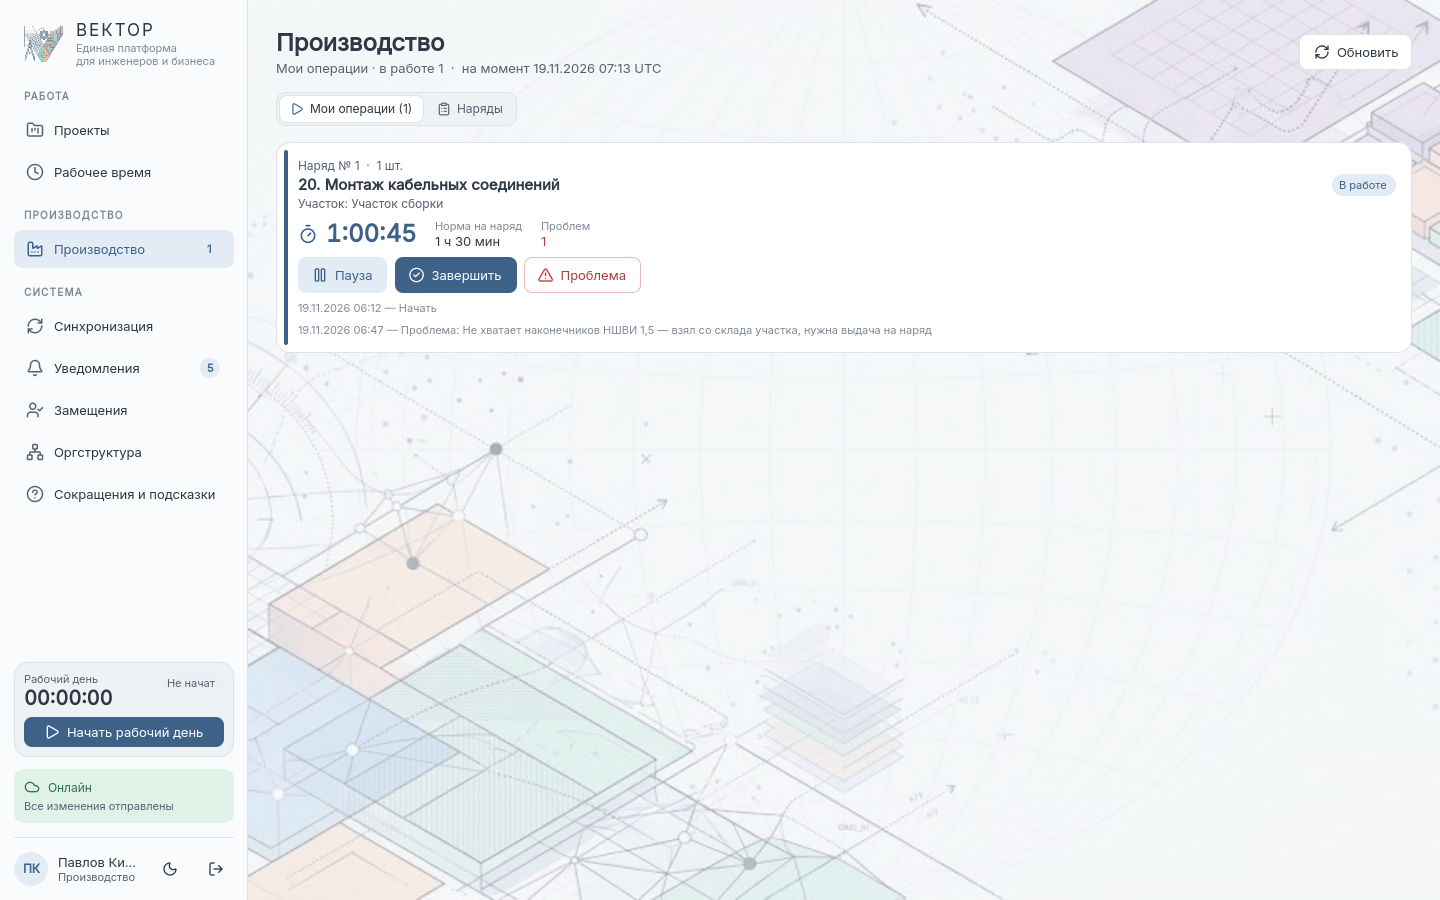 ВЕКТОР
Единая платформа
для инженеров и бизнеса
РАБОТА
Проекты
Рабочее время
ПРОИЗВОДСТВО
Производство 1
СИСТЕМА
Синхронизация
Уведомления 5
Замещения
Оргструктура
Сокращения и подсказки
Рабочий день
Не начат
00:00:00
Начать рабочий день
Онлайн
Все изменения отправлены
ПК
Павлов Ки...
Производство
Производство
Мои операции · в работе 1 · на момент 19.11.2026 07:13 UTC
Обновить
Мои операции (1)
Наряды
Наряд № 1 · 1 шт.
20. Монтаж кабельных соединений
В работе
Участок: Участок сборки
1:00:45
Норма на наряд
1 ч 30 мин
Проблем
1
Пауза
Завершить
Проблема
19.11.2026 06:12 — Начать
19.11.2026 06:47 — Проблема: Не хватает наконечников НШВИ 1,5 — взял со склада участка, нужна выдача на наряд